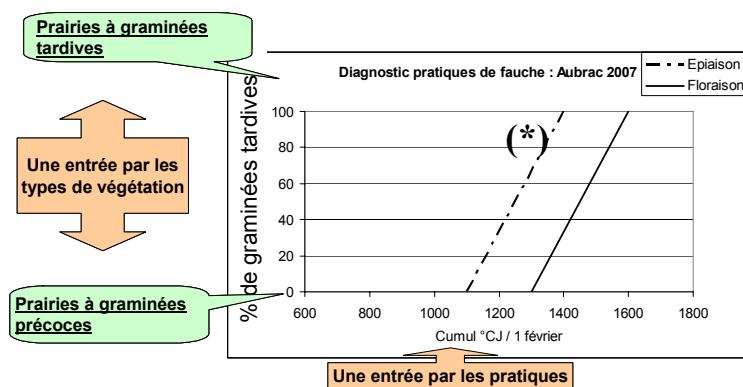 Prairies à graminées
tardives
Diagnostic pratiques de fauche : Aubrac 2007
Epiaison
Floraison
Une entrée par les
types de végétation
% de graminées tardives
100
80
60
40
20
0
(*)
600
800
1000
1200
1400
1600
1800
Cumul °CJ / 1 février
Prairies à graminées
précoces
Une entrée par les pratiques